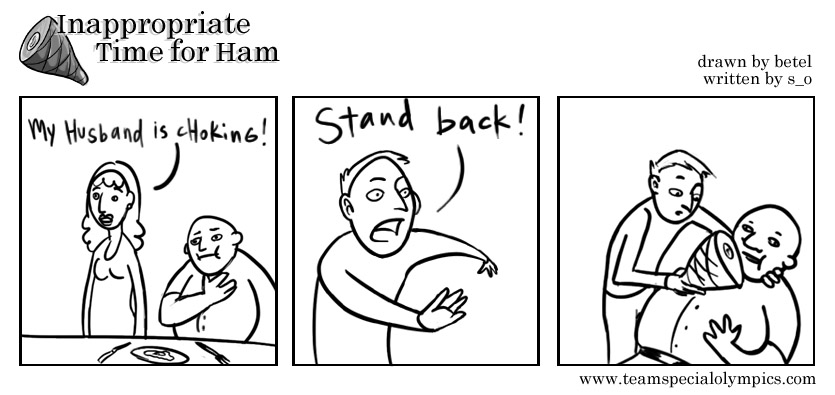 Inappropriate
Time for Ham
drawn by betel
written by s_o
My Husband is cHoking!
Stand back!
www.teamspecialolympics.com